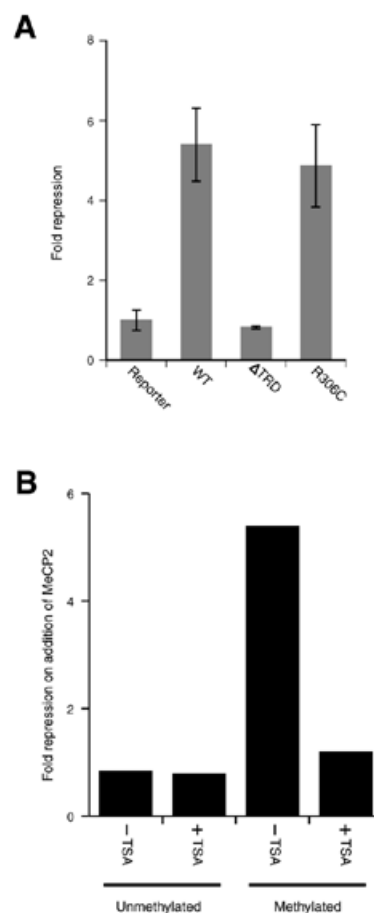 A
8
6
4
2
0
Fold repression
Reporter
WT
ΔTRD
R306C
B
6
4
2
0
Fold repression on addition of MeCP2
– TSA
+ TSA
– TSA
+ TSA
Unmethylated
Methylated